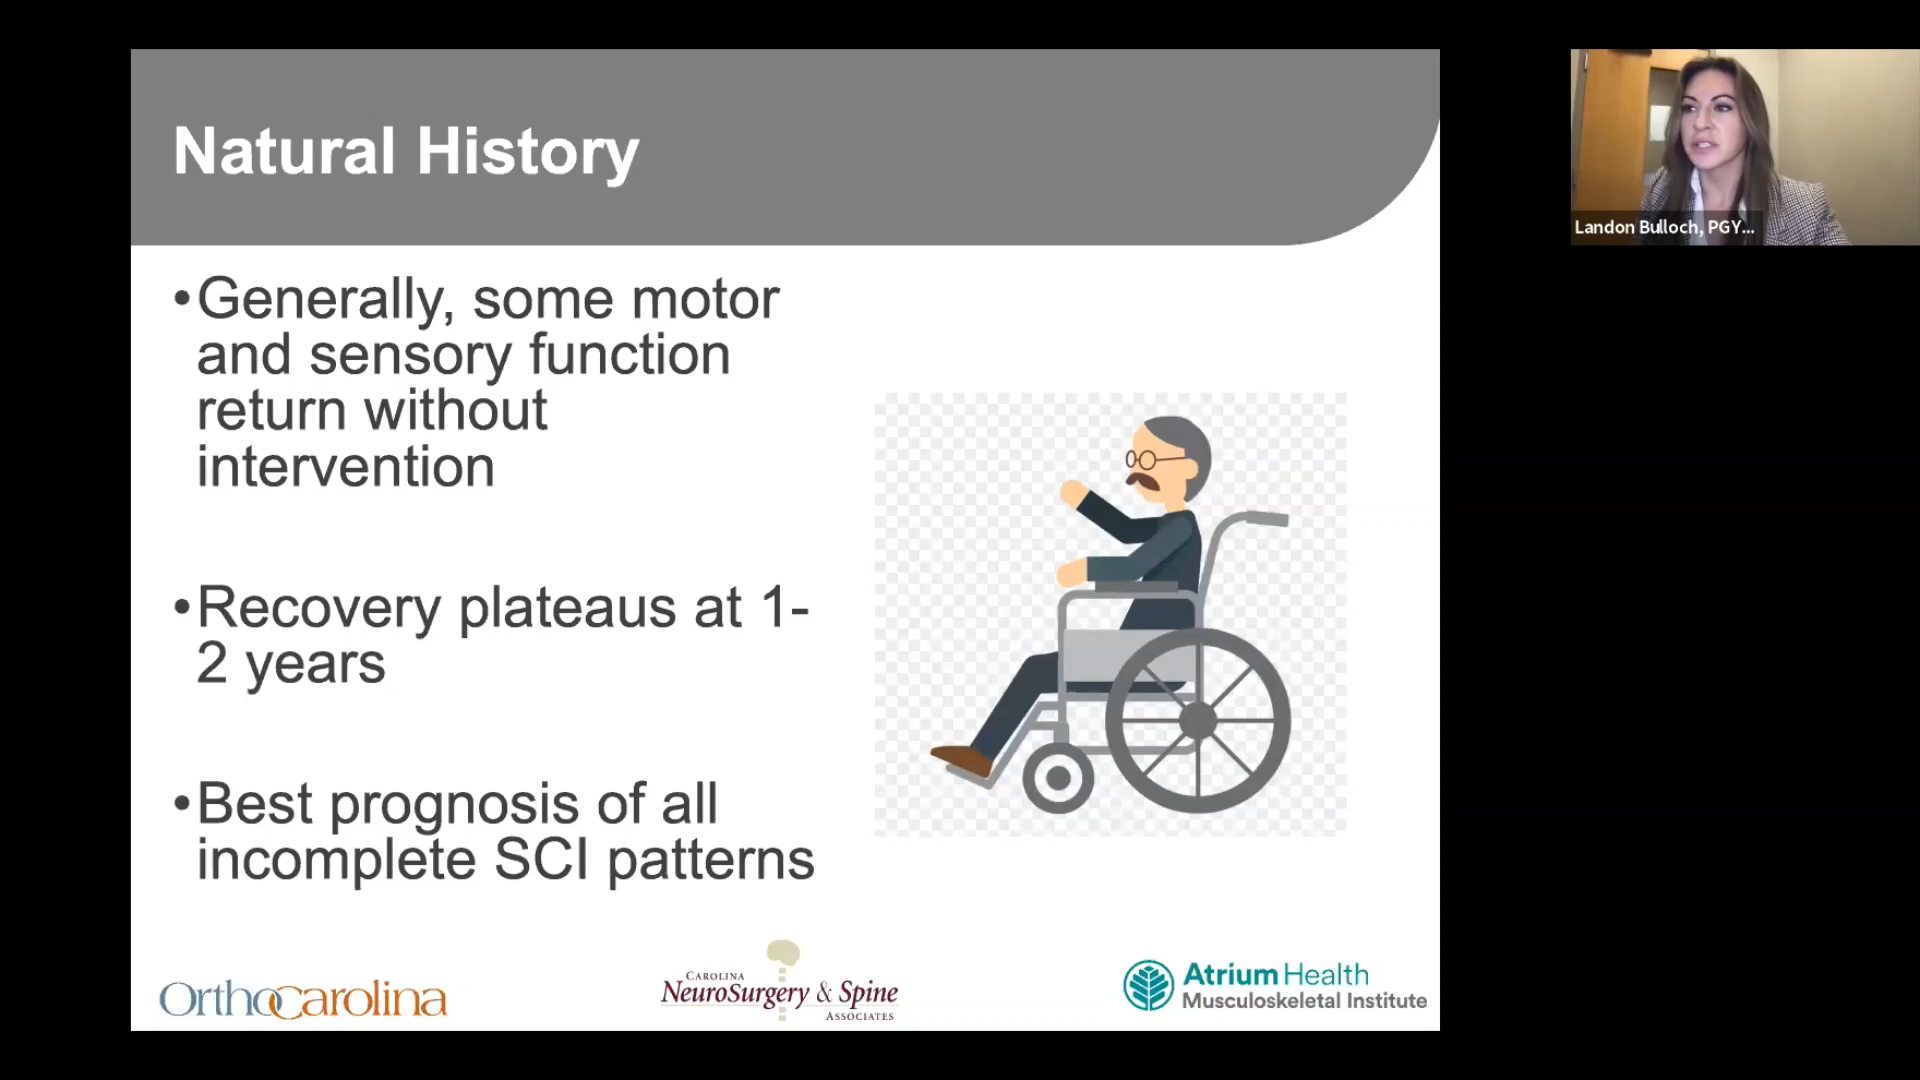 Natural History
•Generally, some motor
and sensory function
return without
intervention
•Recovery plateaus at 1-
2 years
•Best prognosis of all
incomplete SCI patterns
OrthoCarolina
CAROLINA
NEUROSURGERY & SPINE
ASSOCIATES
Atrium Health
Musculoskeletal Institute
Landon Bulloch, PGY...